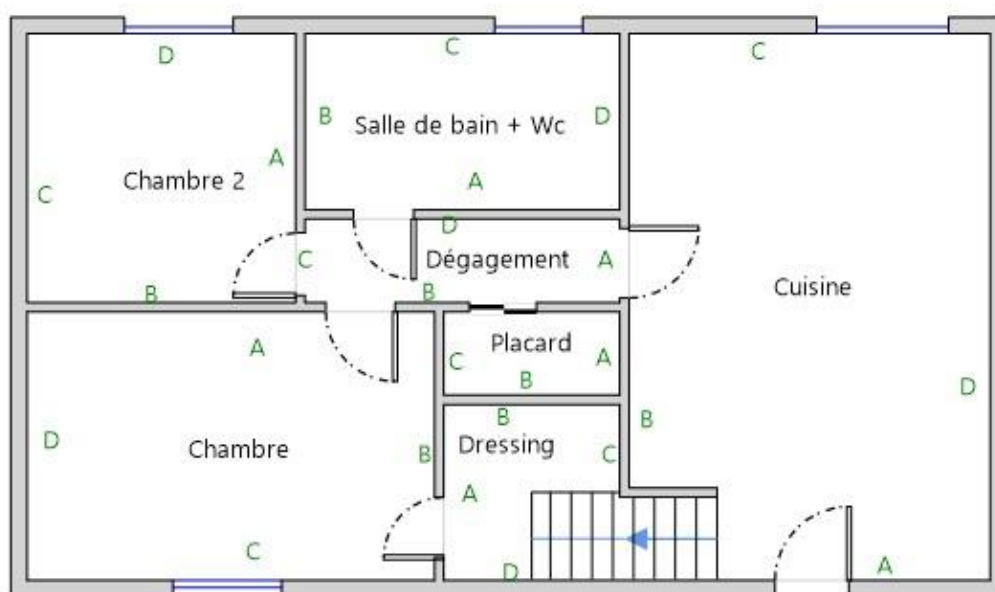 D
C
C
B
D
Salle de bain + Wc
A
A
Chambre 2
C
D
C
Dégagement
A
Cuisine
B
B
A
Placard
C
A
B
D
B
B
D
Dressing
Chambre
B
C
A
C
D
A